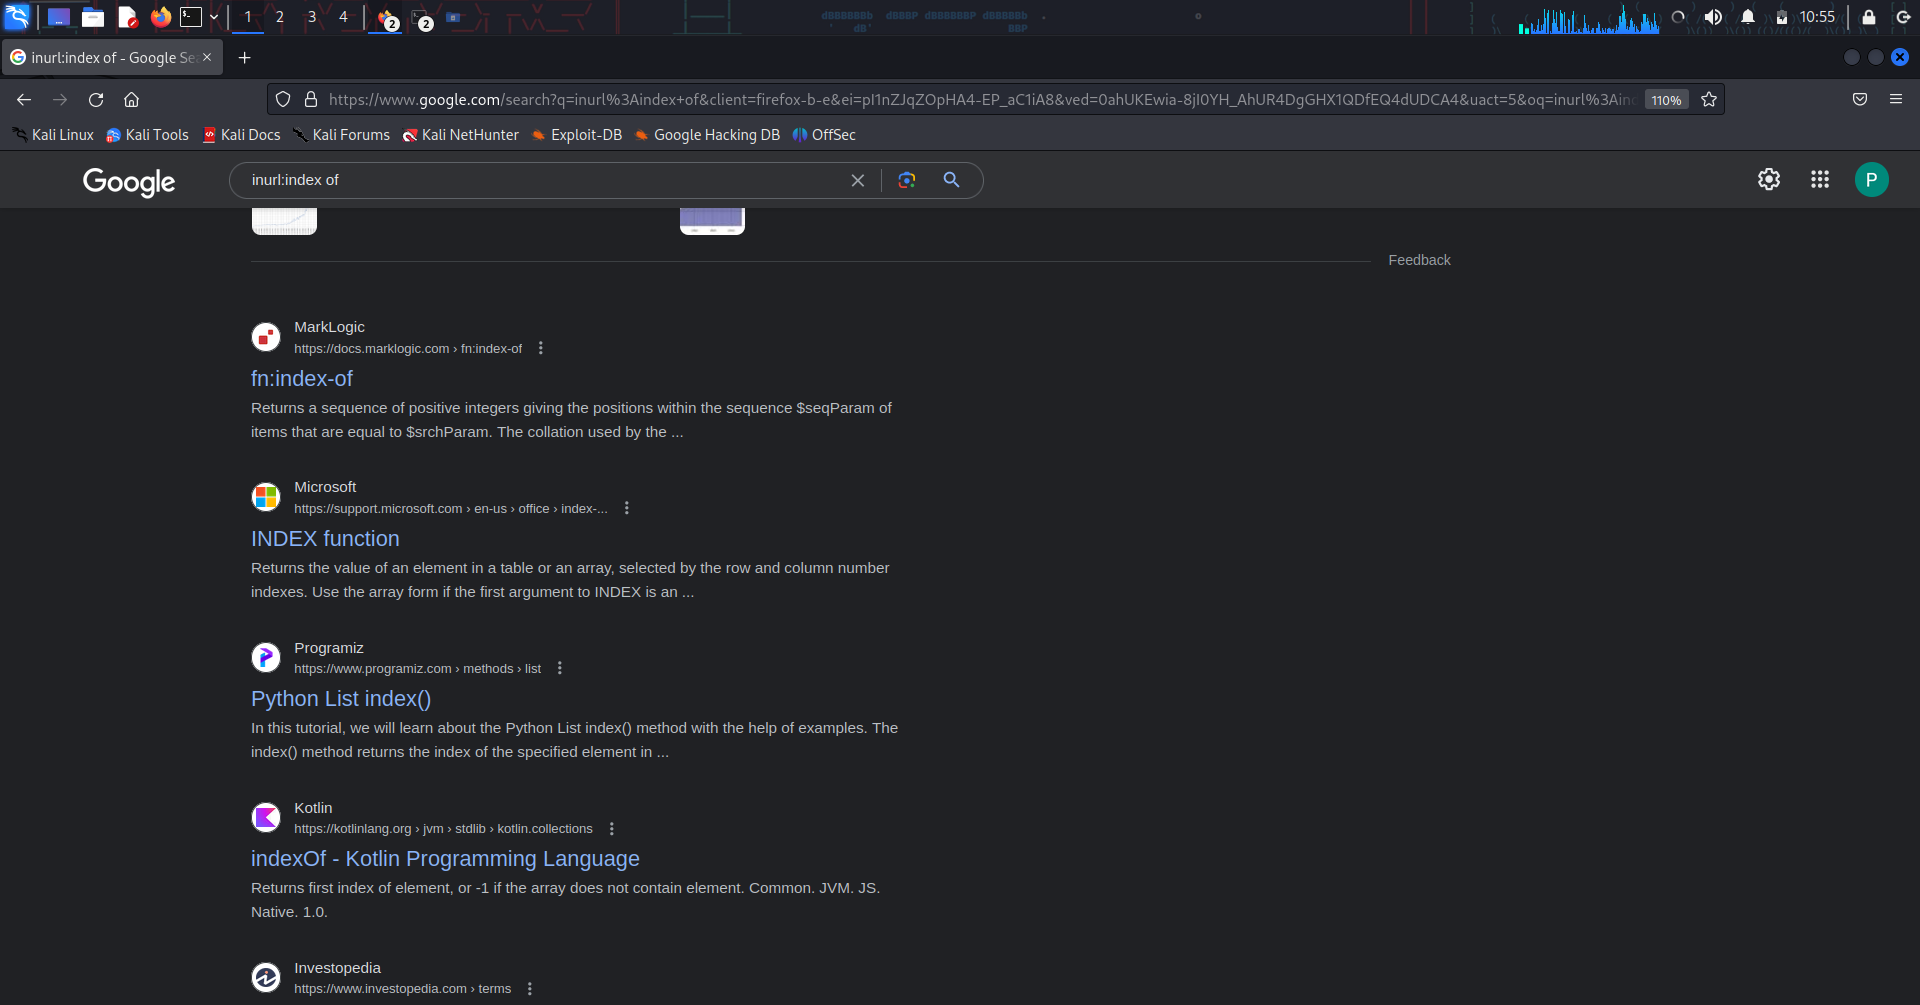 1 2 3 4 2 2 10:55
inurl:index of - Google Se
https://www.google.com/search?q=inurl%3Aindex+of&client=firefox-b-e&ei=pI1nZJqZOpHA4-EP_aC1iA8&ved=0ahUKEwia-8jI0YH_AhUR4DgGHX1QDfEQ4dUDCA4&uact=5&oq=inurl%3Ain 110%
Kali Linux Kali Tools Kali Docs Kali Forums Kali NetHunter Exploit-DB Google Hacking DB OffSec
Google inurl:index of P
Feedback
MarkLogic
https://docs.marklogic.com › fn:index-of
fn:index-of
Returns a sequence of positive integers giving the positions within the sequence $seqParam of
items that are equal to $srchParam. The collation used by the ...
Microsoft
https://support.microsoft.com › en-us › office › index-...
INDEX function
Returns the value of an element in a table or an array, selected by the row and column number
indexes. Use the array form if the first argument to INDEX is an ...
Programiz
https://www.programiz.com › methods › list
Python List index()
In this tutorial, we will learn about the Python List index() method with the help of examples. The
index() method returns the index of the specified element in ...
Kotlin
https://kotlinlang.org › jvm › stdlib › kotlin.collections
indexOf - Kotlin Programming Language
Returns first index of element, or -1 if the array does not contain element. Common. JVM. JS.
Native. 1.0.
Investopedia
https://www.investopedia.com › terms